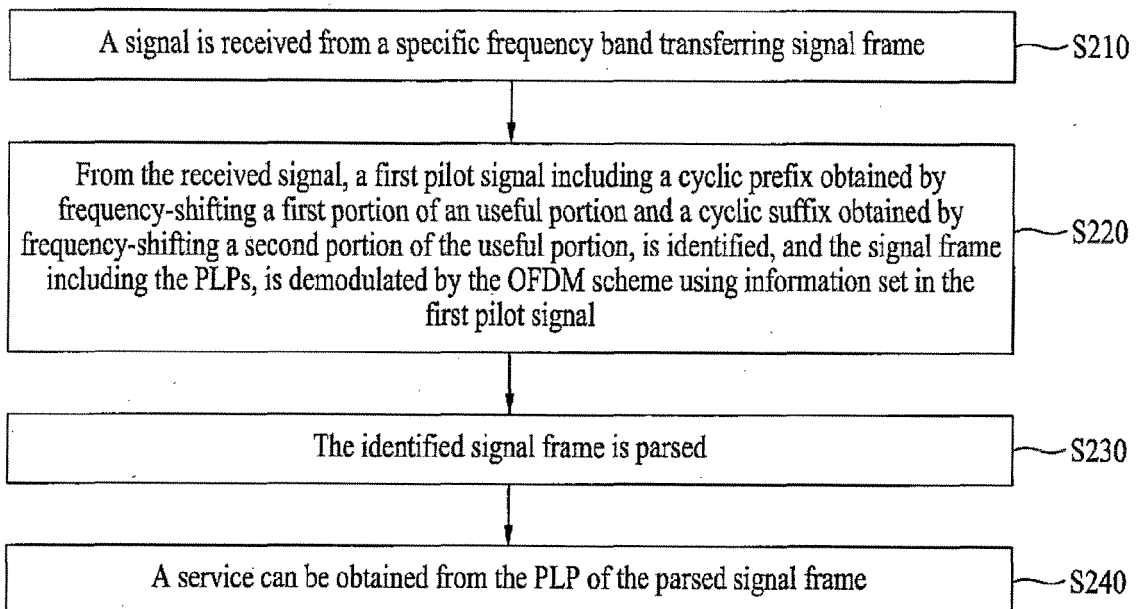 A signal is received from a specific frequency band transferring signal frame
S210
From the received signal, a first pilot signal including a cyclic prefix obtained by
frequency-shifting a first portion of an useful portion and a cyclic suffix obtained by
frequency-shifting a second portion of the useful portion, is identified, and the signal frame
including the PLPs, is demodulated by the OFDM scheme using information set in the
first pilot signal
S220
The identified signal frame is parsed
S230
A service can be obtained from the PLP of the parsed signal frame
S240